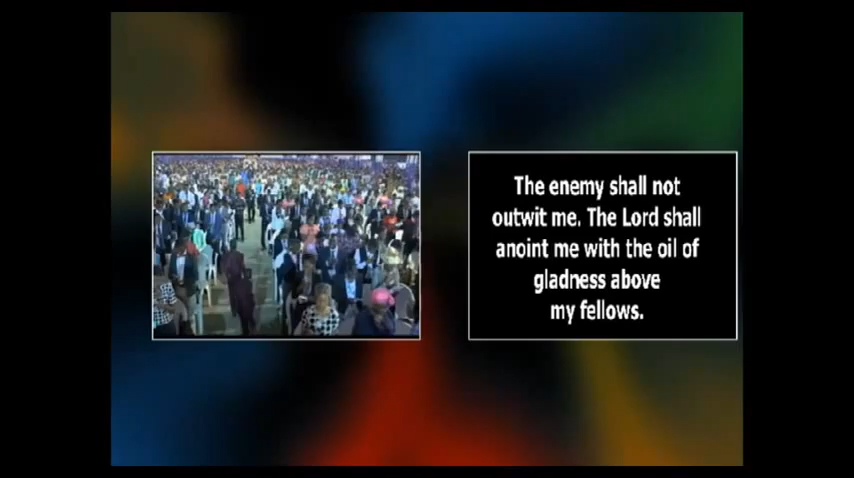 The enemy shall not
outwit me. The Lord shall
anoint me with the oil of
gladness above
my fellows.